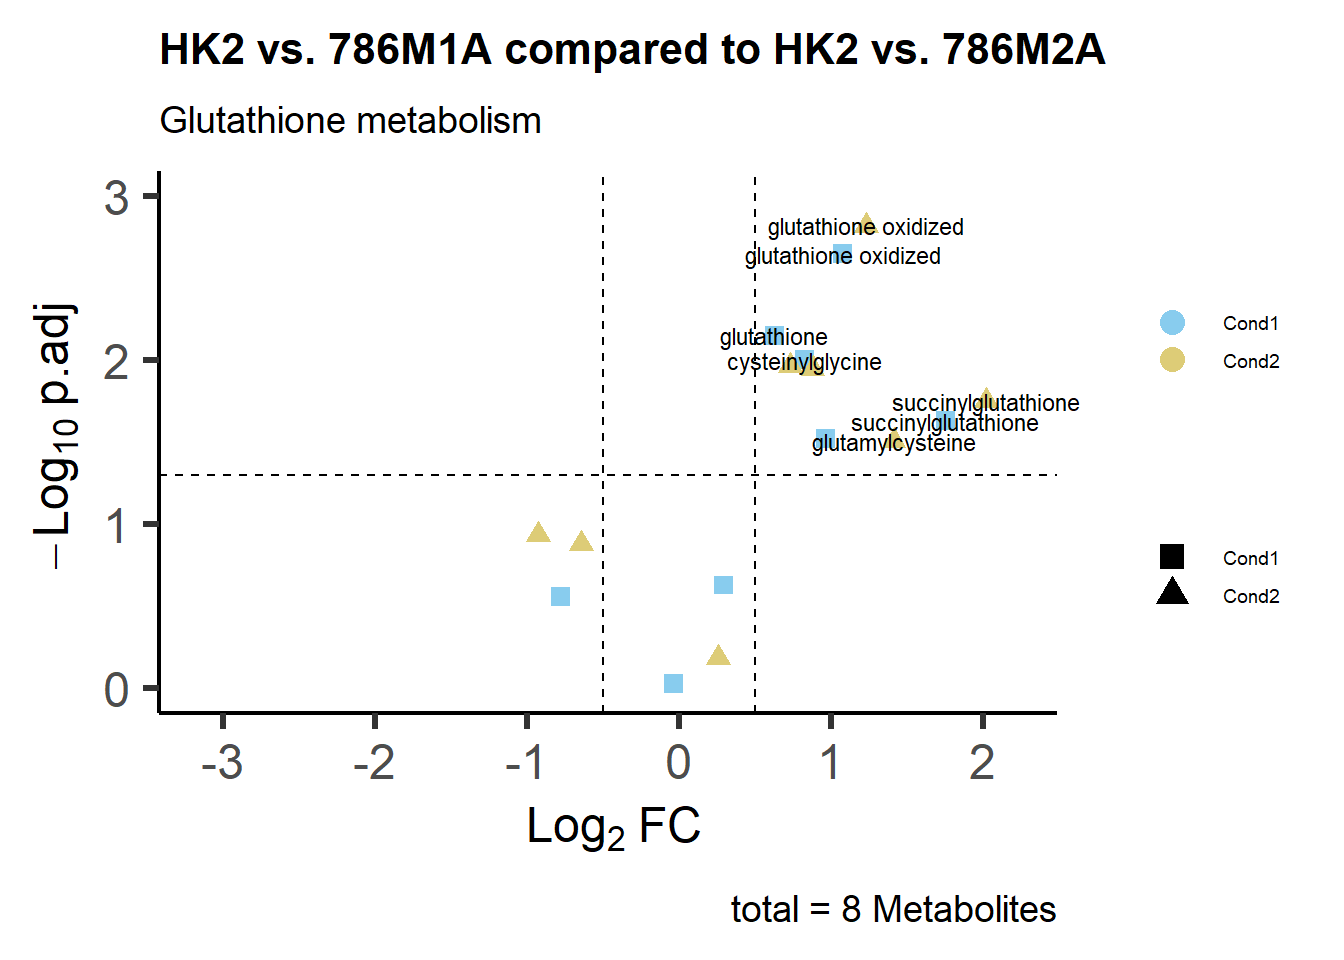 HK2 vs. 786M1A compared to HK2 vs. 786M2A
Glutathione metabolism
3
2
1
0
−Log10 p.adj
glutathione oxidized
glutathione oxidized
glutathione
cysteinylglycine
succinylglutathione
succinylglutathione
glutamylcysteine
Cond1
Cond2
Cond1
Cond2
-3 -2 -1 0 1 2
Log2 FC
total = 8 Metabolites